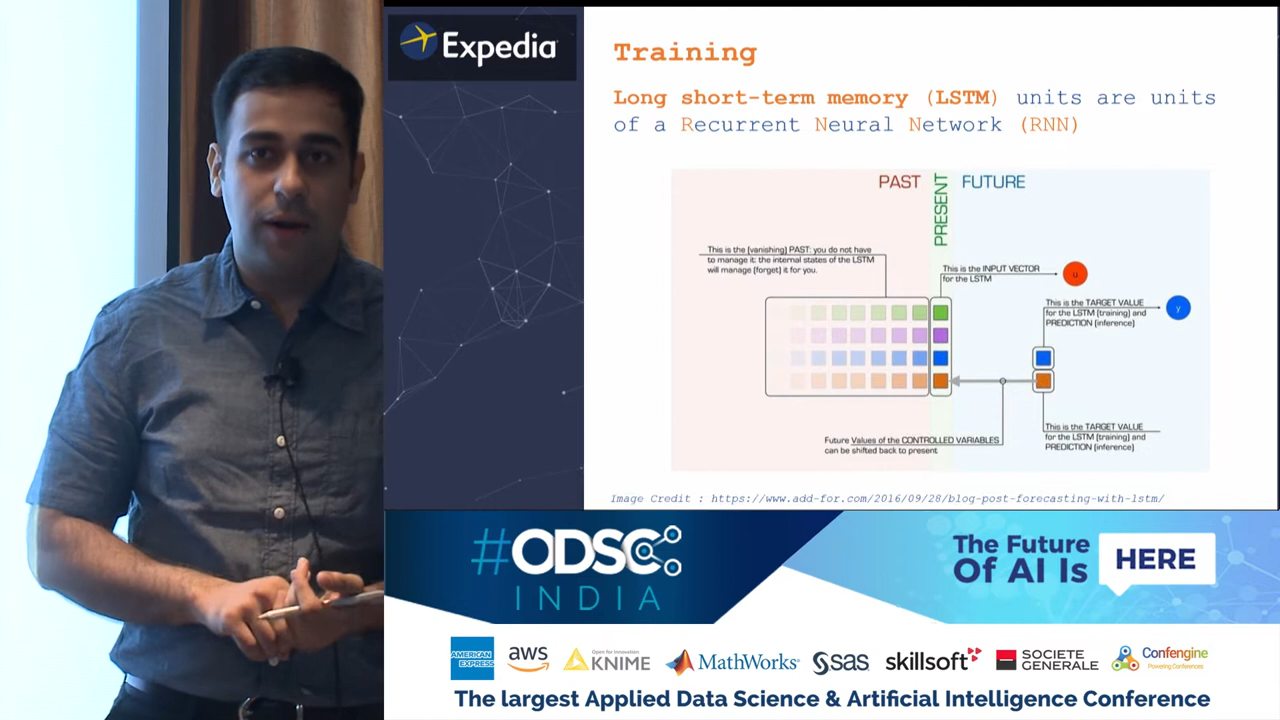 Expedia
Training
Long short-term memory (LSTM) units are units
of a Recurrent Neural Network (RNN)
PAST
PRESENT
FUTURE
This is the [vanishing] PAST: you do not have
to manage it: the internal states of the LSTM
will manage [forget] it for you.
This is the INPUT VECTOR
for the LSTM
u
This is the TARGET VALUE
for the LSTM [training] and
PREDICTION [inference]
y
Future Values of the CONTROLLED VARIABLES
can be shifted back to present
This is the TARGET VALUE
for the LSTM [training] and
PREDICTION [inference]
Image Credit : https://www.add-for.com/2016/09/28/blog-post-forecasting-with-lstm/
#ODSC
INDIA
The Future
Of AI Is
HERE
AMERICAN
EXPRESS
aws
Open for Innovation
KNIME
MathWorks
sas
skillsoft
SOCIETE
GENERALE
Confengine
Powering Conferences
The largest Applied Data Science & Artificial Intelligence Conference